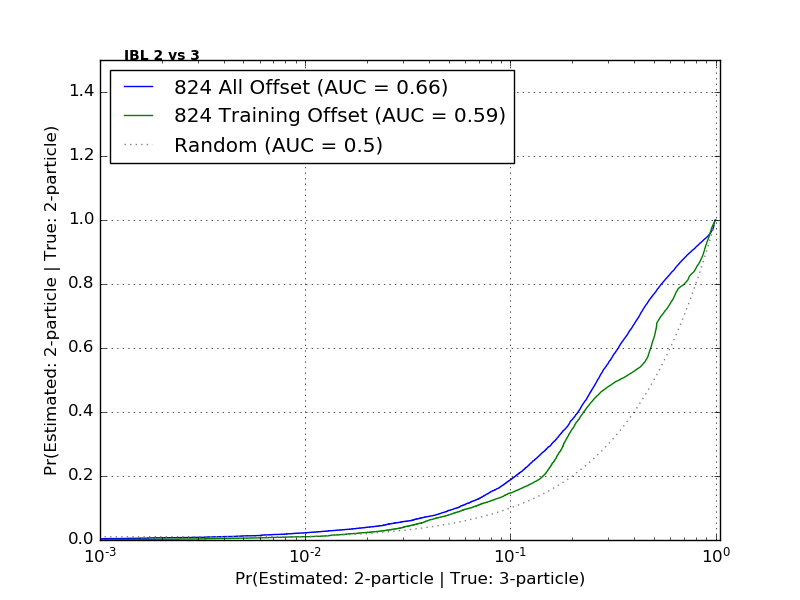 IBL 2 vs 3
824 All Offset (AUC = 0.66)
824 Training Offset (AUC = 0.59)
Random (AUC = 0.5)
1.4
1.2
1.0
0.8
0.6
0.4
0.2
0.0
Pr(Estimated: 2-particle | True: 2-particle)
10⁻³ 10⁻² 10⁻¹ 10⁰
Pr(Estimated: 2-particle | True: 3-particle)